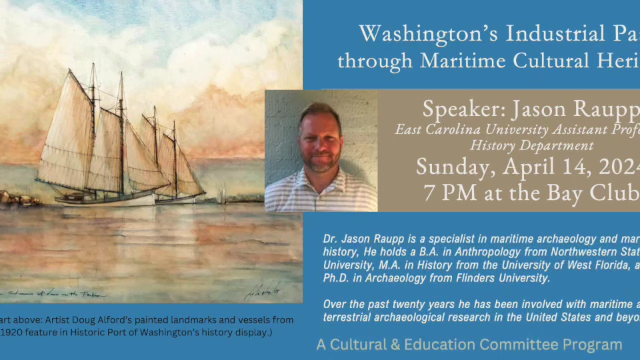 Washington's Industrial Pa
through Maritime Cultural Heri
Speaker: Jason Raupp
East Carolina University Assistant Prof
History Department
Sunday, April 14, 2024
7 PM at the Bay Club
Dr. Jason Raupp is a specialist in maritime archaeology and mar
history, He holds a B.A. in Anthropology from Northwestern Stat
University, M.A. in History from the University of West Florida, a
Ph.D. in Archaeology from Flinders University.
Over the past twenty years he has been involved with maritime a
terrestrial archaeological research in the United States and beyo
art above: Artist Doug Alford's painted landmarks and vessels from
1920 feature in Historic Port of Washington's history display.)
A Cultural & Education Committee Program